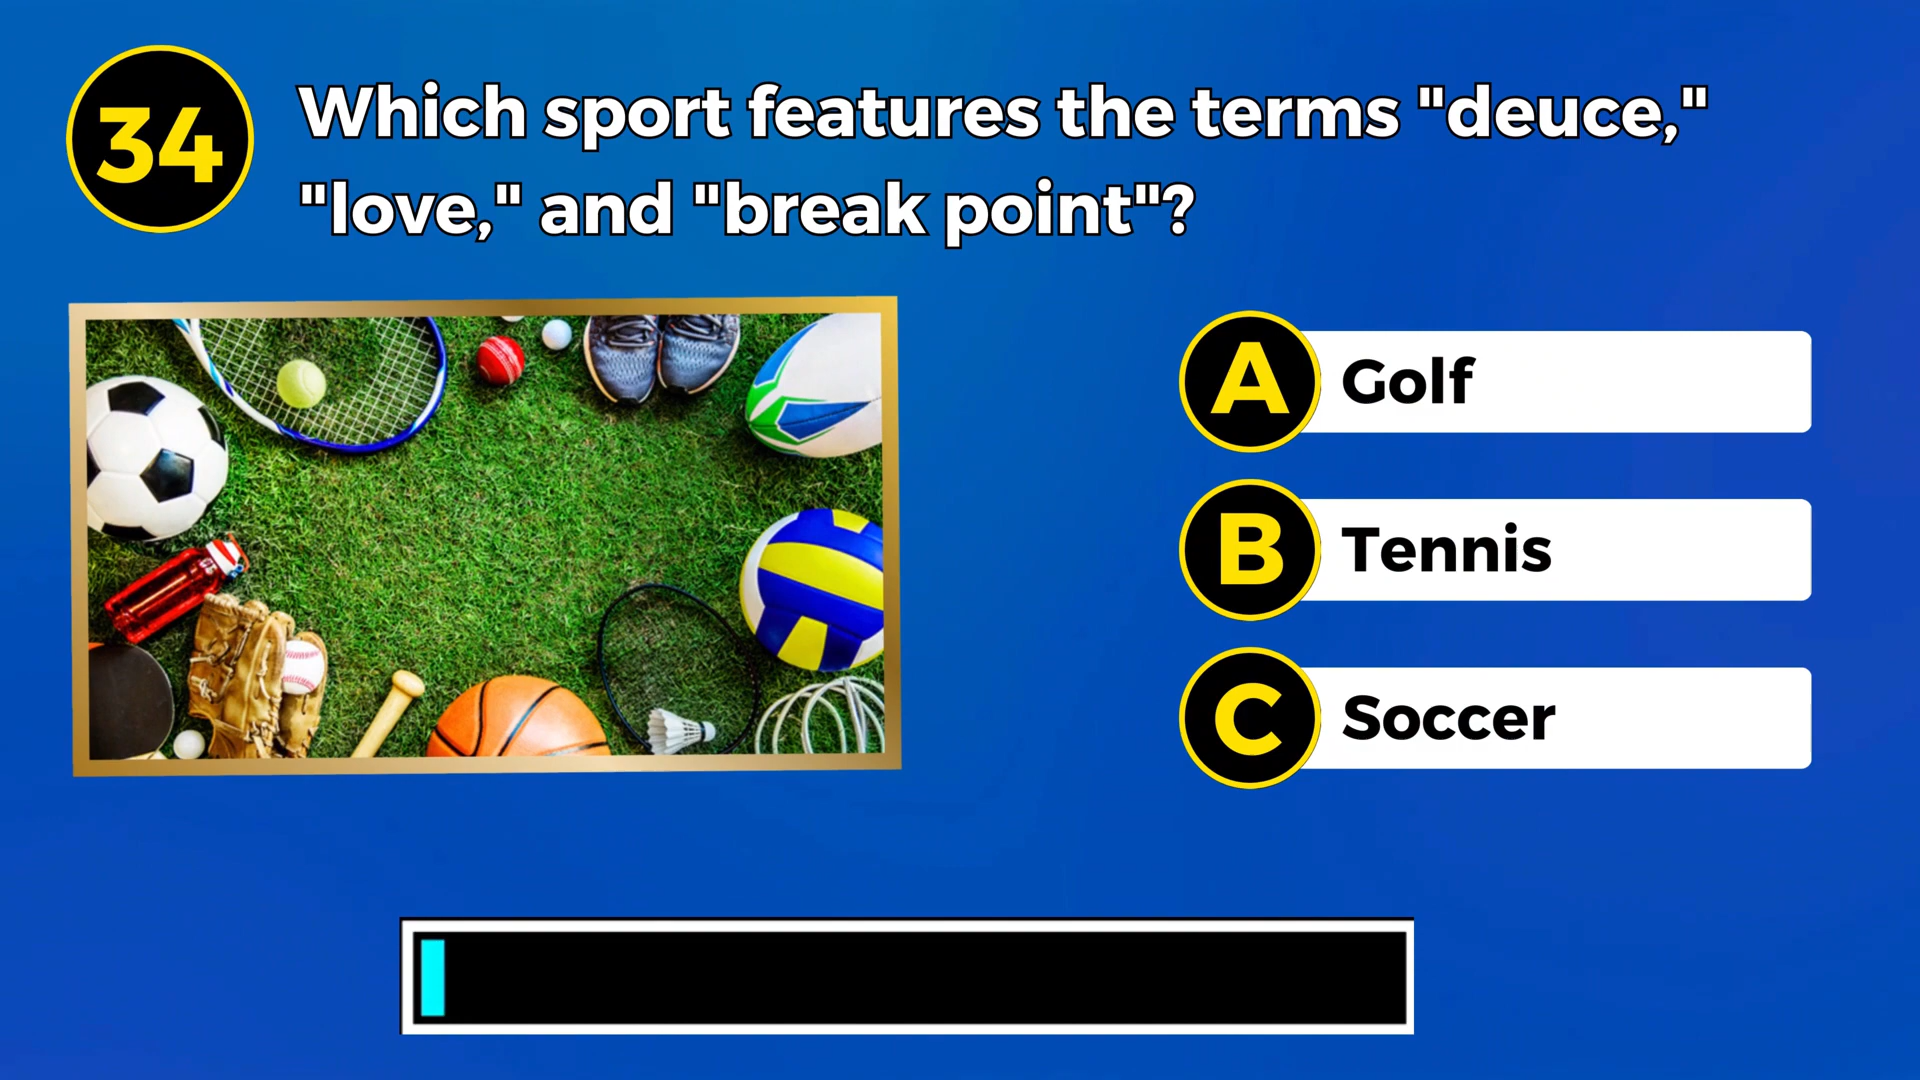 34
Which sport features the terms "deuce,"
"love," and "break point"?
A Golf
B Tennis
C Soccer